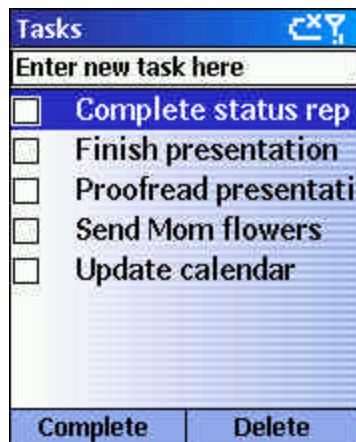 Tasks
Enter new task here
Complete status rep
Finish presentation
Proofread presentati
Send Mom flowers
Update calendar
Complete Delete